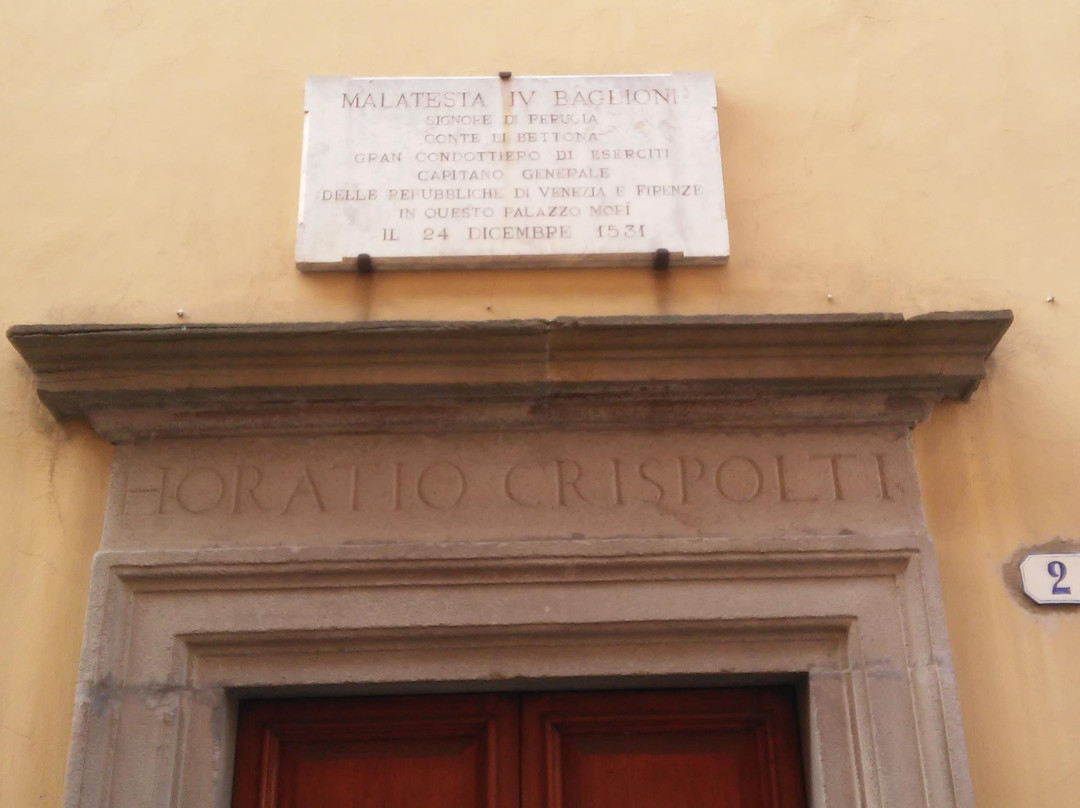 MALATESTA IV BAGLIONI
SIGNORE DI PERUGIA
CONTE DI BETTONA
GRAN CONDOTTIERO DI ESERCITI
CAPITANO GENERALE
DELLE REPUBBLICHE DI VENEZIA E FIRENZE
IN QUESTO PALAZZO MORÌ
IL 24 DICEMBRE 1531
HORATIO CRISPOLTI
2